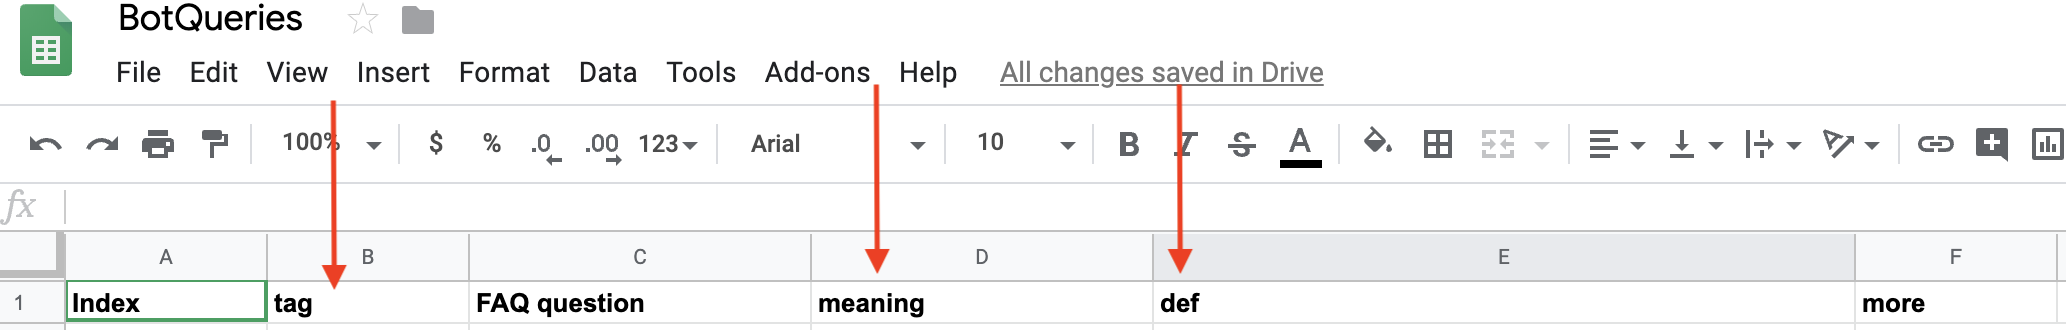 BotQueries
File Edit View Insert Format Data Tools Add-ons Help All changes saved in Drive
100% $ % .0 .00 123 Arial 10 B I S A
fx
A B C D E F
1 Index tag FAQ question meaning def more